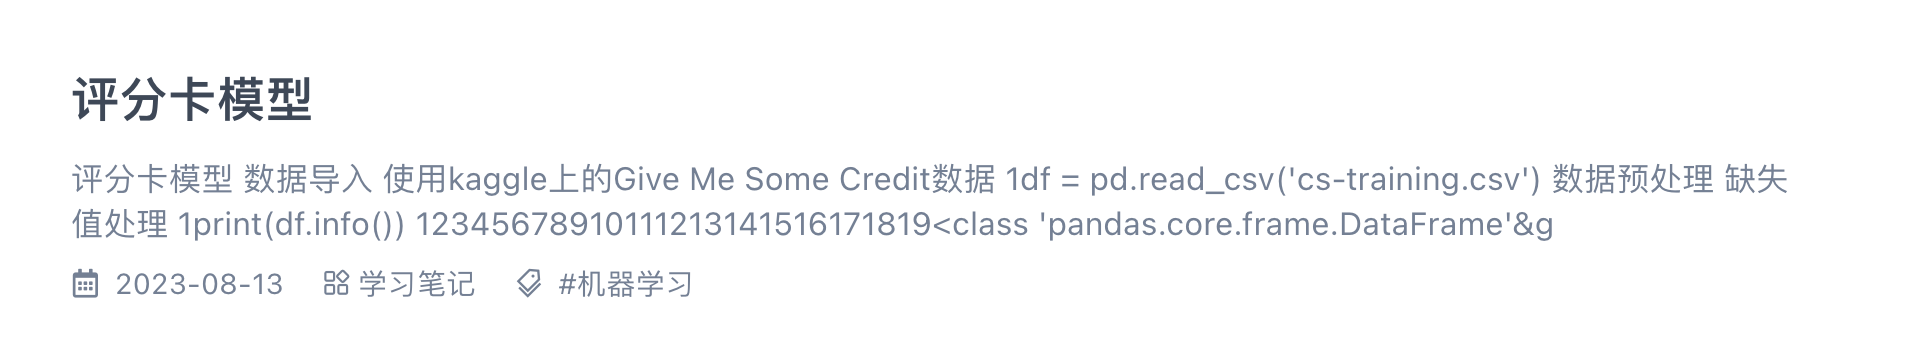 评分卡模型
评分卡模型 数据导入 使用kaggle上的Give Me Some Credit数据 1df = pd.read_csv('cs-training.csv') 数据预处理 缺失
值处理 1print(df.info()) 12345678910111213141516171819<class 'pandas.core.frame.DataFrame'&g
2023-08-13 学习笔记 #机器学习